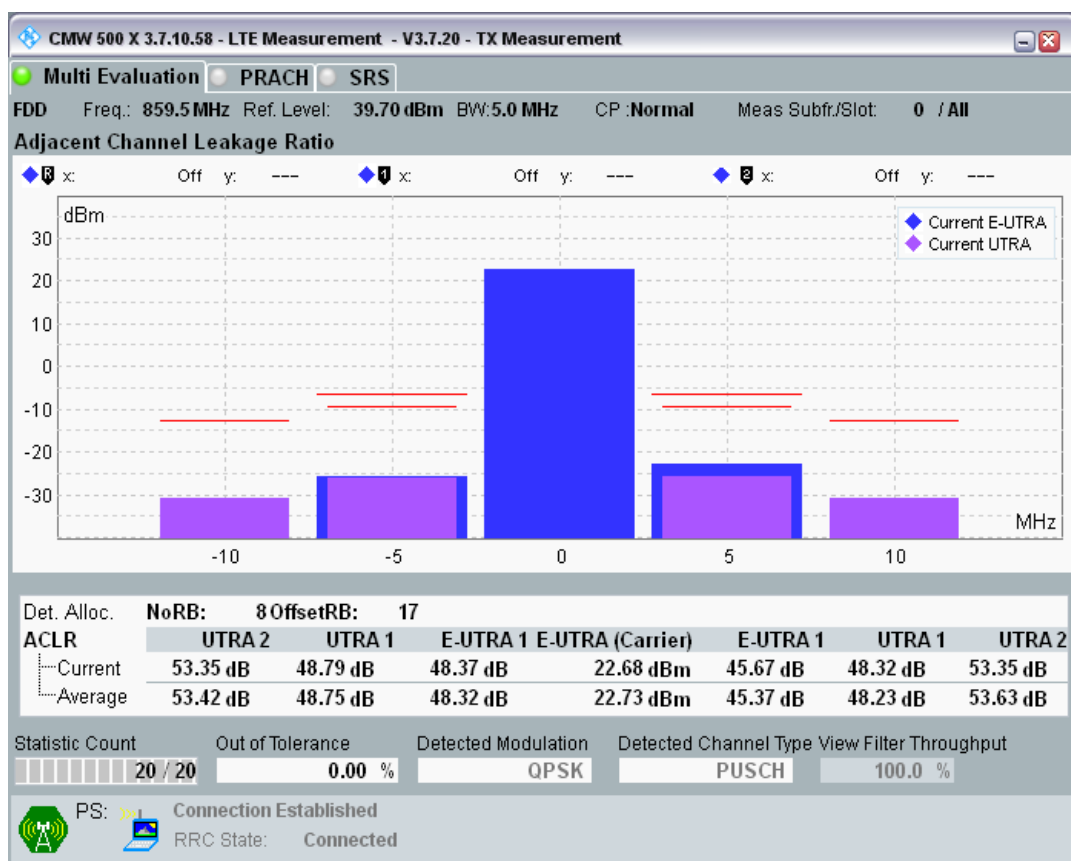 CMW 500 X 3.7.10.58 - LTE Measurement - V3.7.20 - TX Measurement
Multi Evaluation PRACH SRS
FDD Freq.: 859.5 MHz Ref. Level: 39.70 dBm BW:5.0 MHz CP :Normal Meas Subfr./Slot: 0 / All
Adjacent Channel Leakage Ratio
R x: Off y: --- 1 x: Off y: --- 2 x: Off y: ---
dBm
Current E-UTRA
Current UTRA
30
20
10
0
-10
-20
-30
MHz
-10 -5 0 5 10
Det. Alloc. NoRB: 8 OffsetRB: 17
ACLR UTRA 2 UTRA 1 E-UTRA 1 E-UTRA (Carrier) E-UTRA 1 UTRA 1 UTRA 2
Current 53.35 dB 48.79 dB 48.37 dB 22.68 dBm 45.67 dB 48.32 dB 53.35 dB
Average 53.42 dB 48.75 dB 48.32 dB 22.73 dBm 45.37 dB 48.23 dB 53.63 dB
Statistic Count Out of Tolerance Detected Modulation Detected Channel Type View Filter Throughput
20 / 20 0.00 % QPSK PUSCH 100.0 %
PS: Connection Established
RRC State: Connected